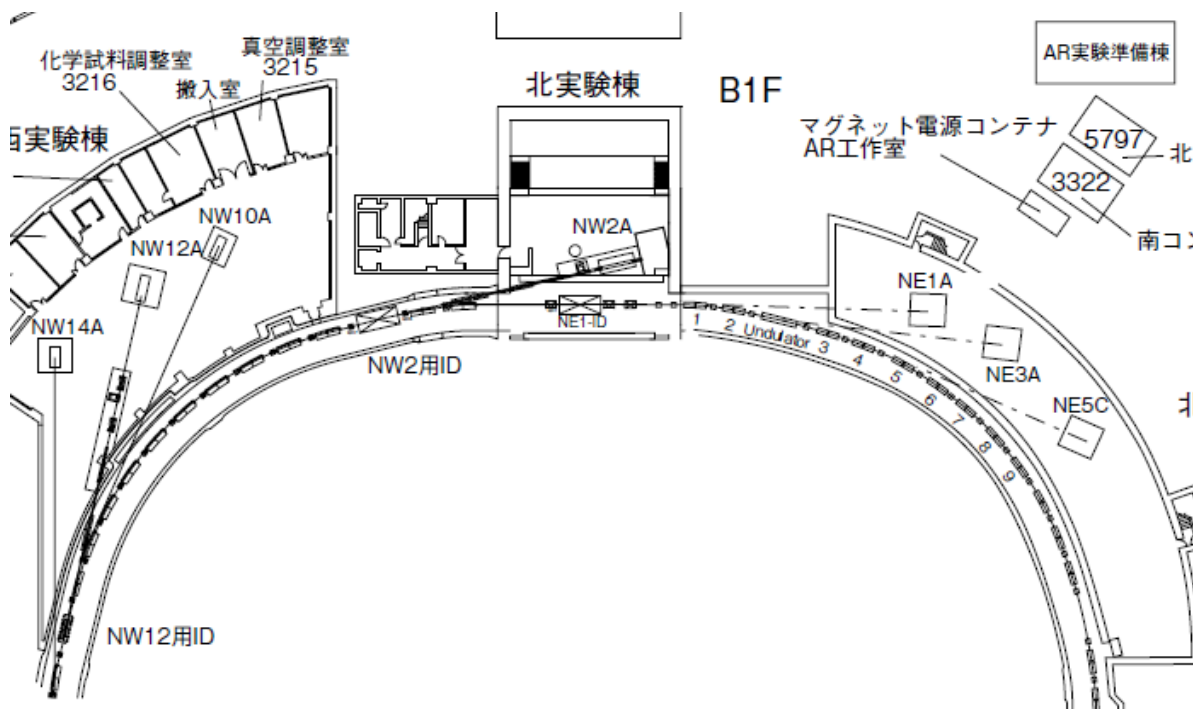 化学試料調整室
3216
真空調整室
3215
搬入室
西実験棟
北実験棟
B1F
AR実験準備棟
マグネット電源コンテナ
AR工作室
5797
3322
北
南コン
NW10A
NW12A
NW14A
NW2A
NE1A
NE3A
NE5C
NE1-ID
NW2用ID
NW12用ID
1
2
Undulator
3
4
5
6
7
8
9
北